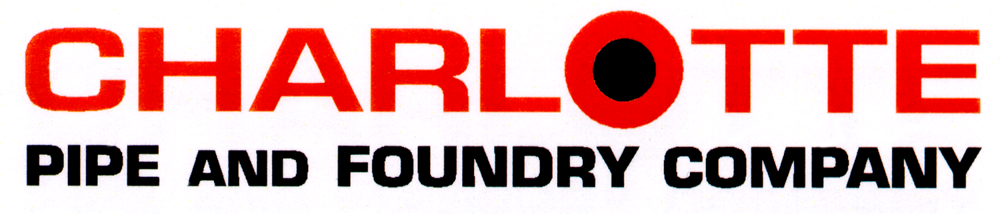 CHARLOTTE
PIPE AND FOUNDRY COMPANY